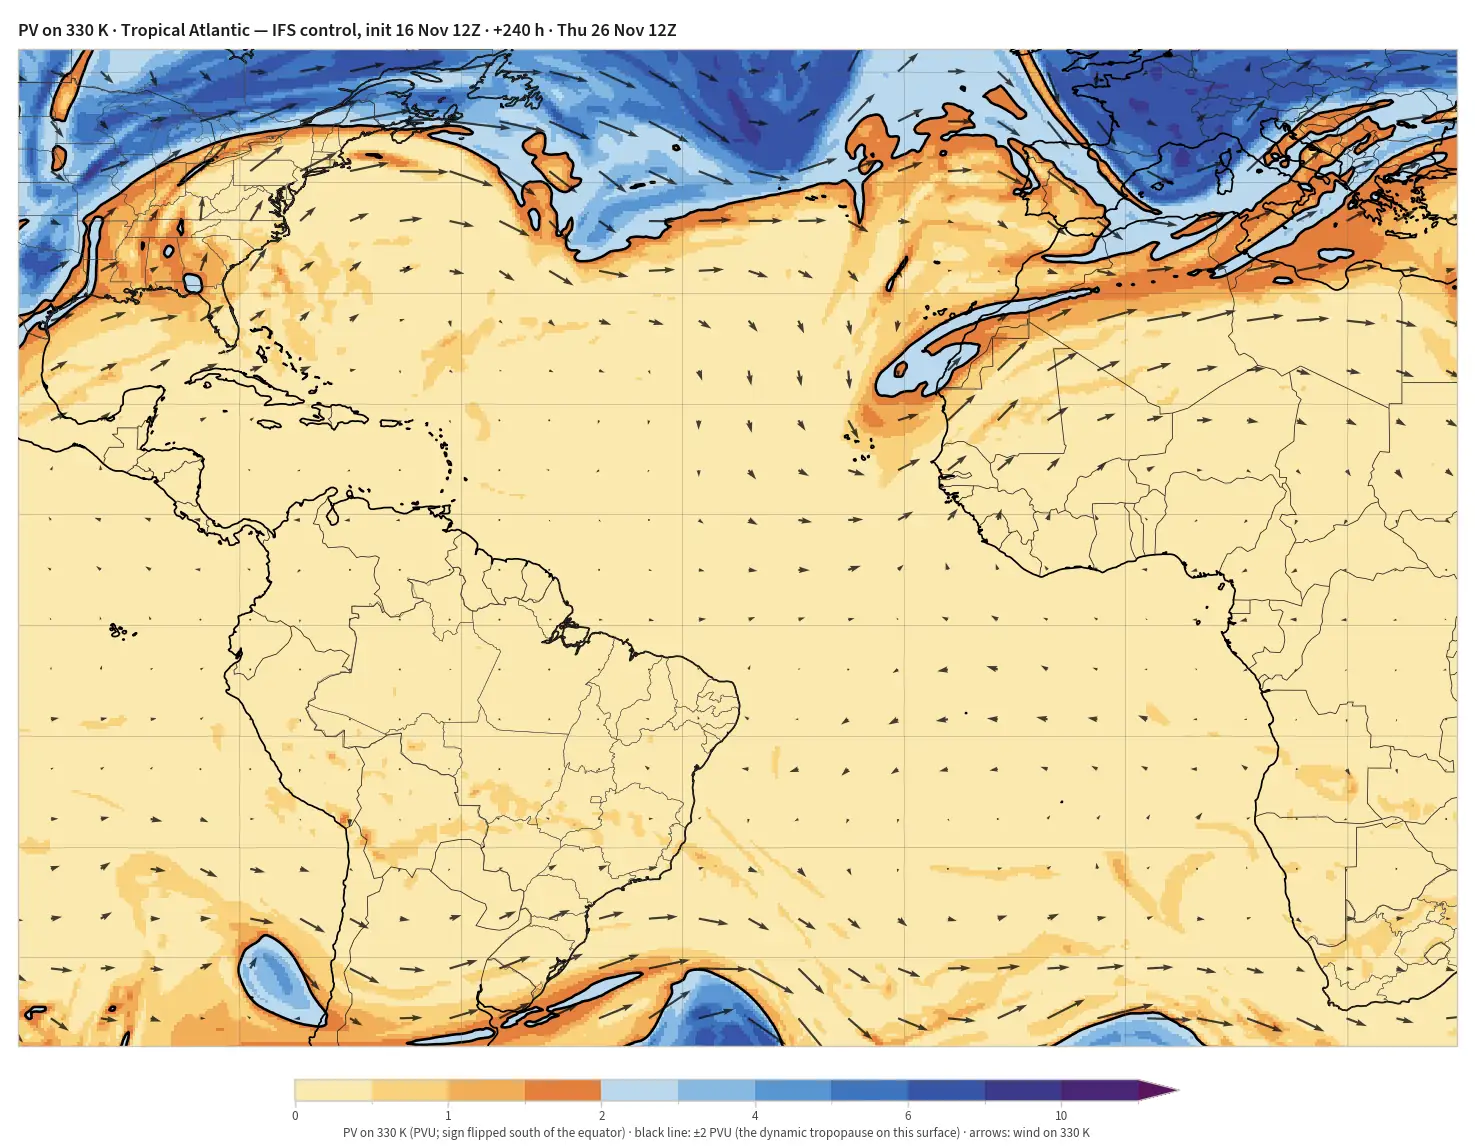 PV on 330 K · Tropical Atlantic — IFS control, init 16 Nov 12Z · +240 h · Thu 26 Nov 12Z
0 1 2 4 6 10
PV on 330 K (PVU; sign flipped south of the equator) · black line: ±2 PVU (the dynamic tropopause on this surface) · arrows: wind on 330 K